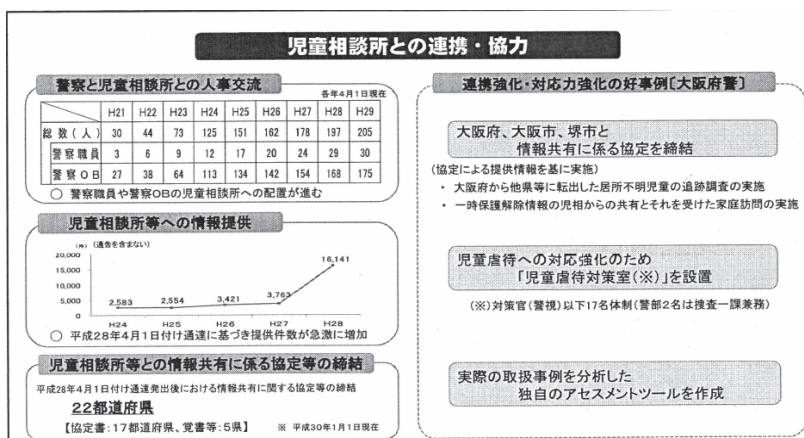 児童相談所との連携・協力
警察と児童相談所との人事交流
各年4月1日現在
H21 H22 H23 H24 H25 H26 H27 H28 H29
総数(人) 30 44 73 125 151 162 178 197 205
警察職員 3 6 9 12 17 20 24 29 30
警察OB 27 38 64 113 134 142 154 168 175
○ 警察職員や警察OBの児童相談所への配置が進む
児童相談所等への情報提供
(件) (通告を含まない)
20,000
15,000
10,000
5,000
0
2,583 2,554 3,421 3,763 16,141
H24 H25 H26 H27 H28
○ 平成28年4月1日付け通達に基づき提供件数が急激に増加
児童相談所等との情報共有に係る協定等の締結
平成28年4月1日付け通達発出後における情報共有に関する協定等の締結
22都道府県
【協定書:17都道府県、覚書等:5県】 ※ 平成30年1月1日現在
連携強化・対応力強化の好事例〔大阪府警〕
大阪府、大阪市、堺市と
情報共有に係る協定を締結
(協定による提供情報を基に実施)
・ 大阪府から他県等に転出した居所不明児童の追跡調査の実施
・ 一時保護解除情報の児相からの共有とそれを受けた家庭訪問の実施
児童虐待への対応強化のため
「児童虐待対策室(※)」を設置
(※)対策官(警視)以下17名体制(警部2名は捜査一課兼務)
実際の取扱事例を分析した
独自のアセスメントツールを作成